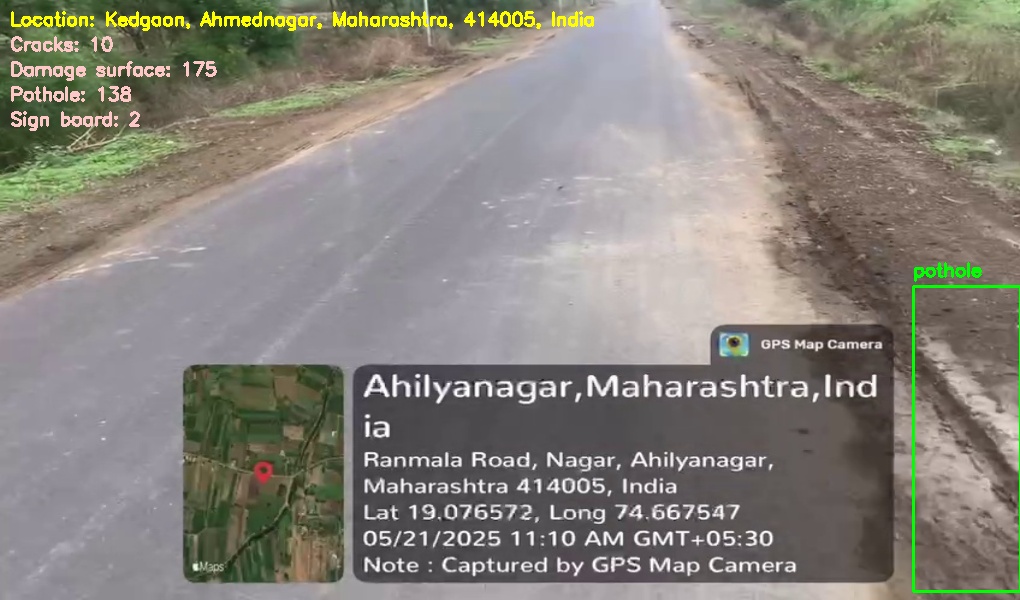 Location: Kedgaon, Ahmednagar, Maharashtra, 414005, India
Cracks: 10
Damage surface: 175
Pothole: 138
Sign board: 2
pothole
GPS Map Camera
Ahilyanagar,Maharashtra,Ind
ia
Ranmala Road, Nagar, Ahilyanagar,
Maharashtra 414005, India
Lat 19.076572, Long 74.667547
05/21/2025 11:10 AM GMT+05:30
Note : Captured by GPS Map Camera
Maps